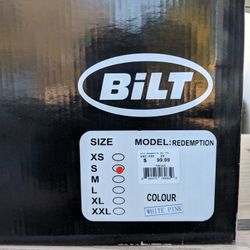 BiLT
SIZE MODEL: REDEMPTION
XS
S
M
L
XL
XXL
$ 99.99
COLOUR
WHITE PINK